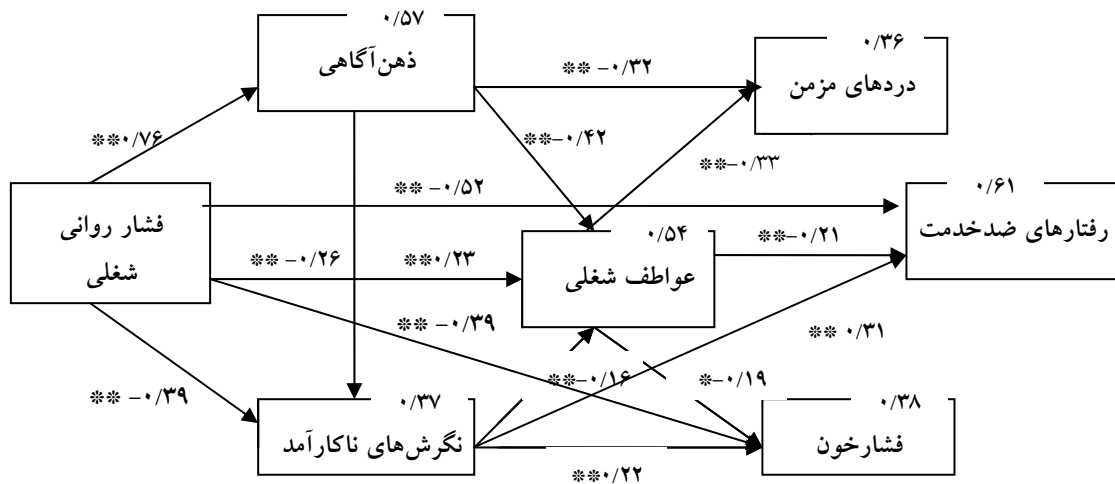 ۰/۵۷
ذهن‌آگاهی
۰/۳۶
دردهای مزمن
** -۰/۳۲
**۰/۷۶
**-۰/۴۲
**-۰/۳۳
فشار روانی
شغلی
** -۰/۵۲
۰/۶۱
رفتارهای ضدخدمت
۰/۵۴
عواطف شغلی
**-۰/۲۱
** -۰/۲۶
**۰/۲۳
** -۰/۳۹
** ۰/۳۱
** -۰/۳۹
**-۰/۱۶
*-۰/۱۹
۰/۳۷
نگرش‌های ناکارآمد
۰/۳۸
فشارخون
**۰/۲۲